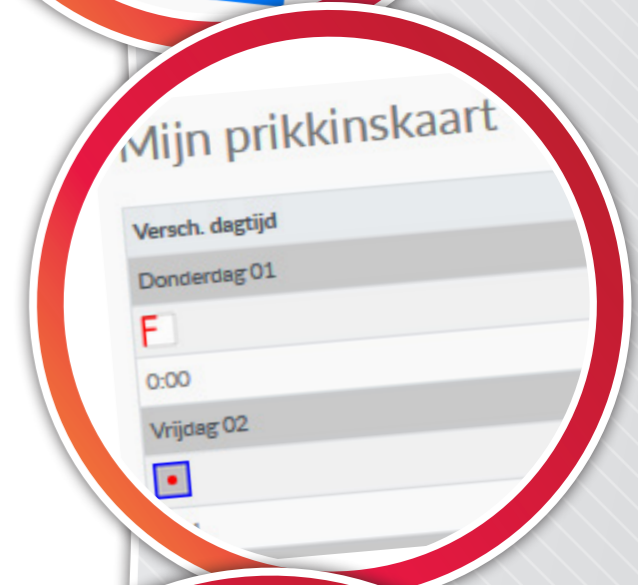 Mijn prikkinskaart
Versch. dagtijd
Donderdag 01
F
0:00
Vrijdag 02